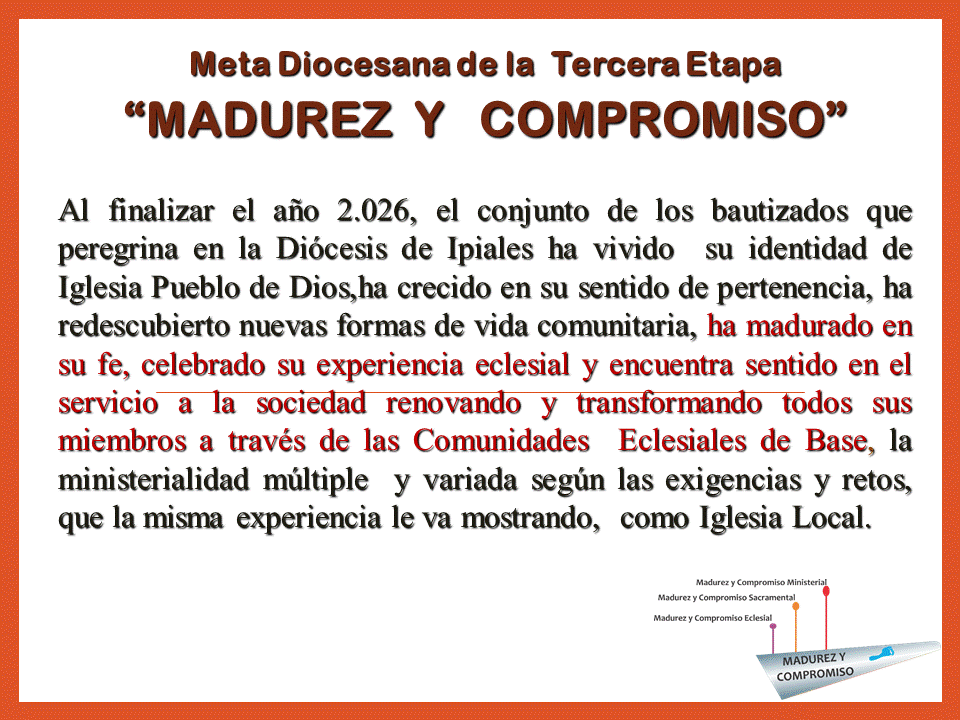 Meta Diocesana de la Tercera Etapa
“MADUREZ Y COMPROMISO”
Al finalizar el año 2.026, el conjunto de los bautizados que
peregrina en la Diócesis de Ipiales ha vivido su identidad de
Iglesia Pueblo de Dios,ha crecido en su sentido de pertenencia, ha
redescubierto nuevas formas de vida comunitaria, ha madurado en
su fe, celebrado su experiencia eclesial y encuentra sentido en el
servicio a la sociedad renovando y transformando todos sus
miembros a través de las Comunidades Eclesiales de Base, la
ministerialidad múltiple y variada según las exigencias y retos,
que la misma experiencia le va mostrando, como Iglesia Local.
Madurez y Compromiso Ministerial
Madurez y Compromiso Sacramental
Madurez y Compromiso Eclesial
MADUREZ Y
COMPROMISO